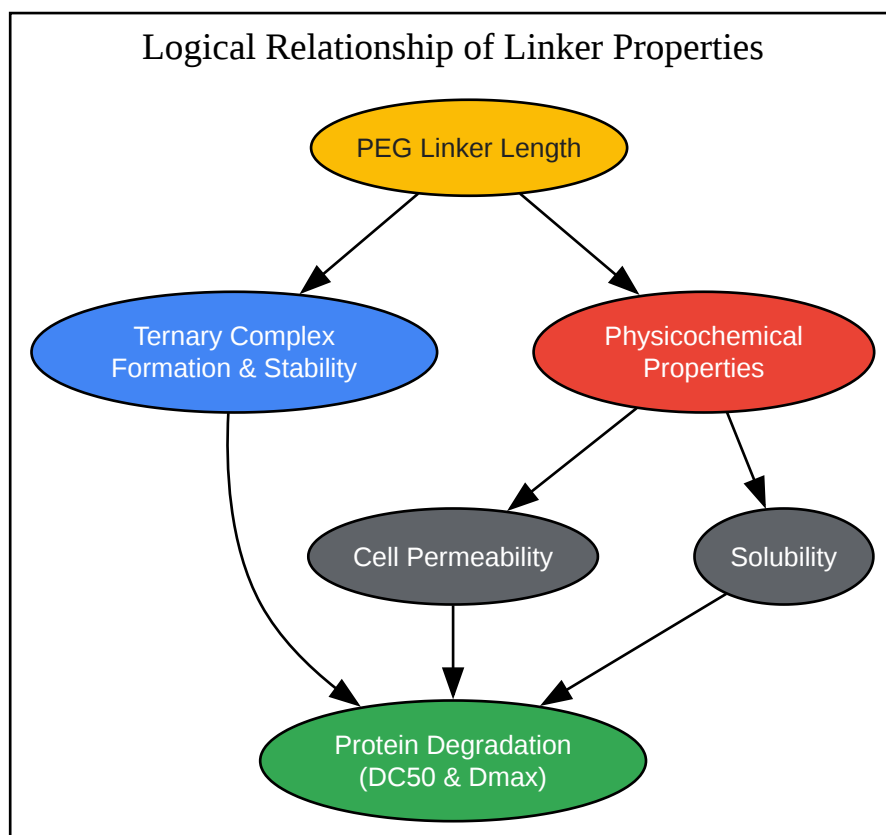 Logical Relationship of Linker Properties
PEG Linker Length
Ternary Complex
Formation & Stability
Physicochemical
Properties
Cell Permeability
Solubility
Protein Degradation
(DC50 & Dmax)